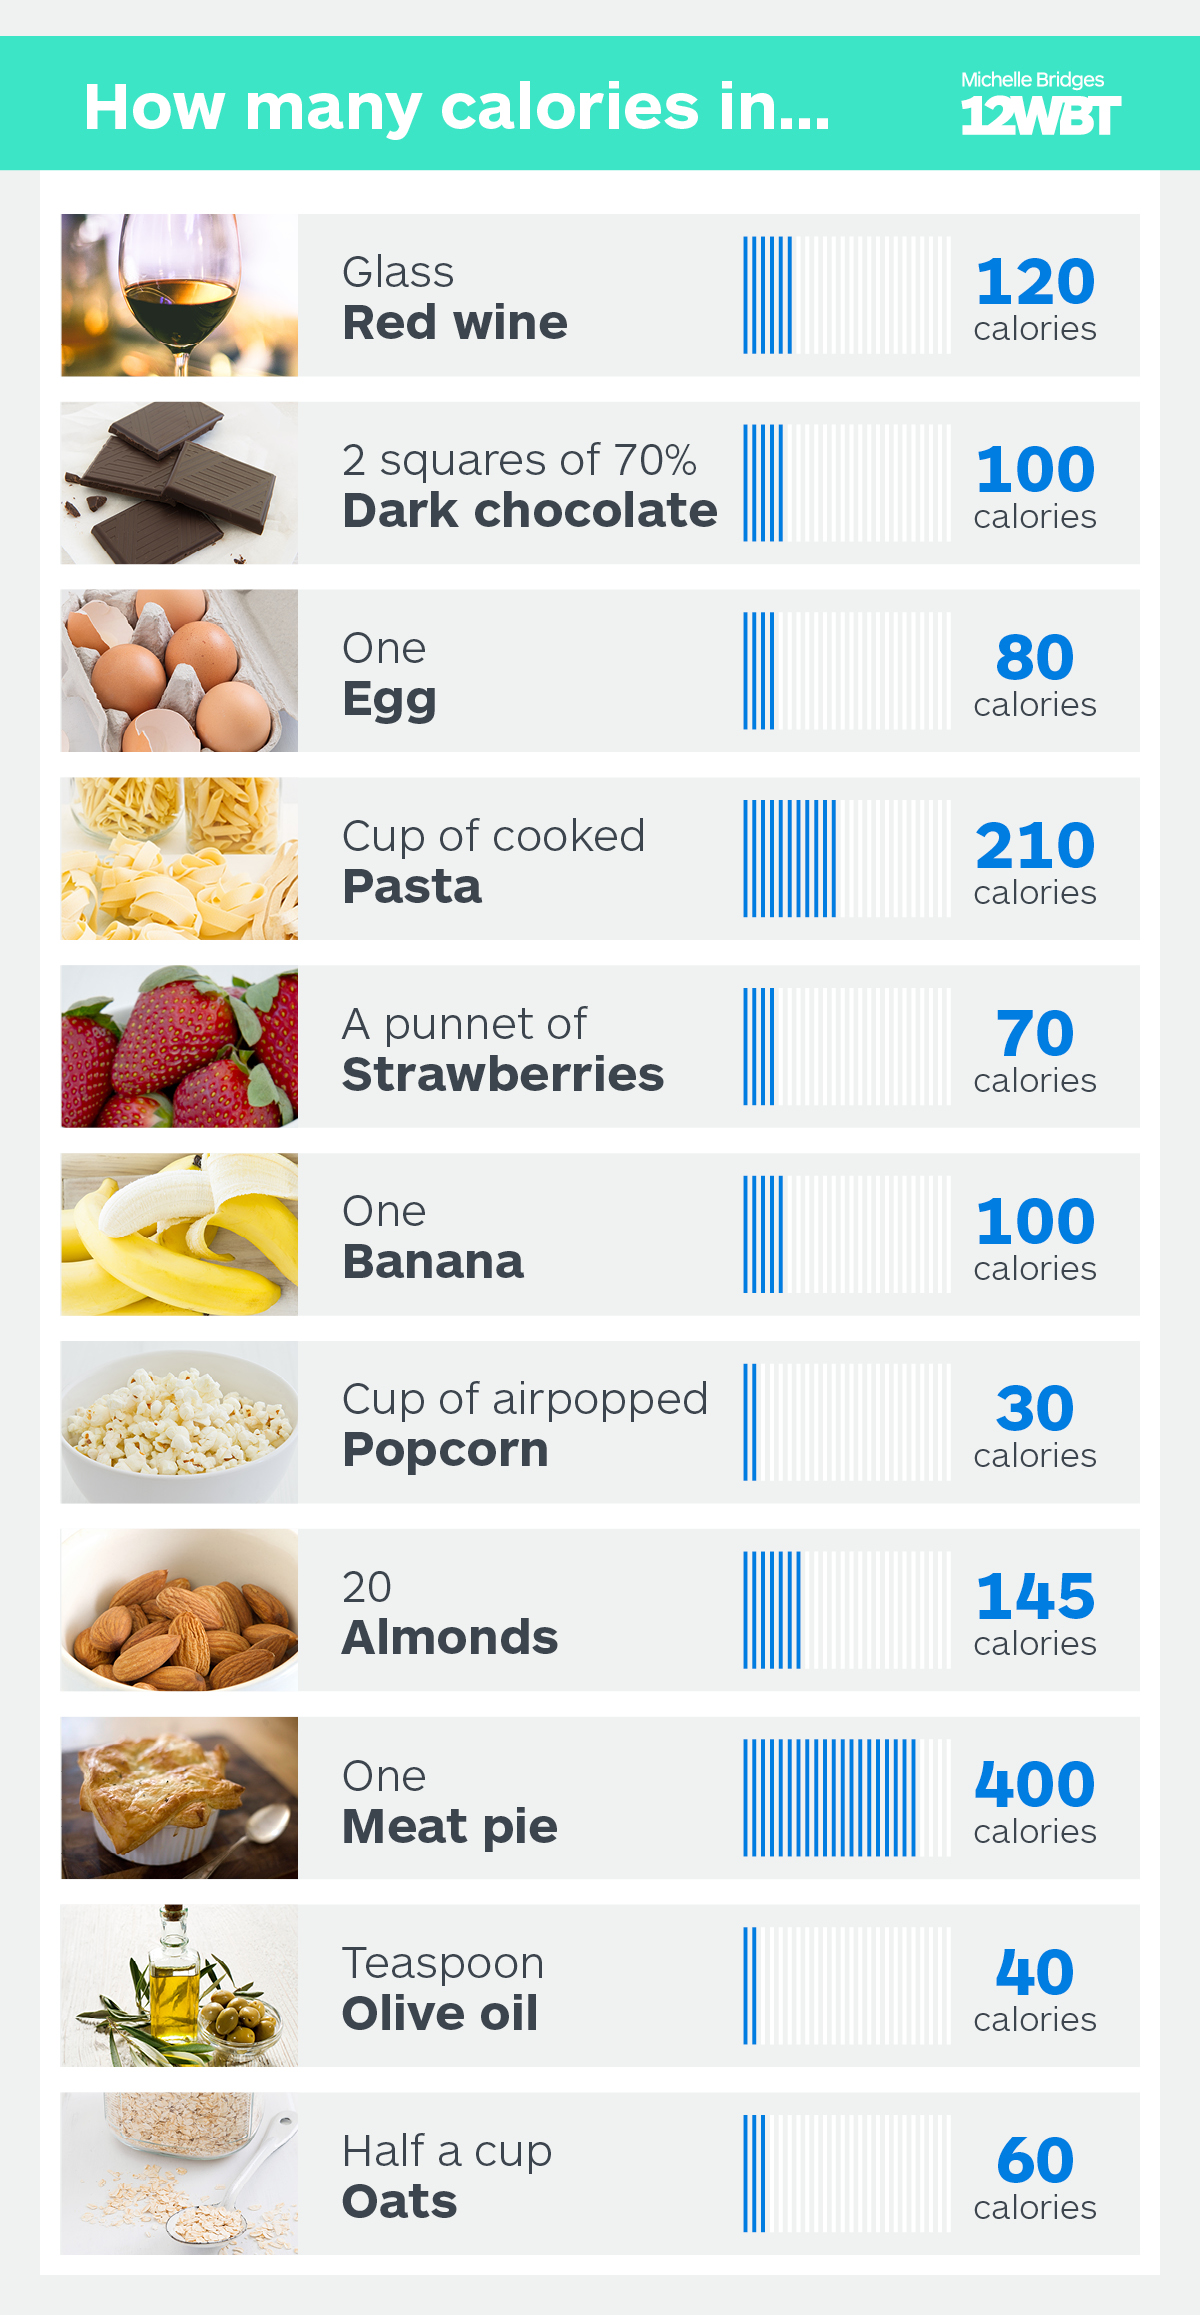 How many calories in...
Michelle Bridges
12WBT
Glass
Red wine
120
calories
2 squares of 70%
Dark chocolate
100
calories
One
Egg
80
calories
Cup of cooked
Pasta
210
calories
A punnet of
Strawberries
70
calories
One
Banana
100
calories
Cup of airpopped
Popcorn
30
calories
20
Almonds
145
calories
One
Meat pie
400
calories
Teaspoon
Olive oil
40
calories
Half a cup
Oats
60
calories